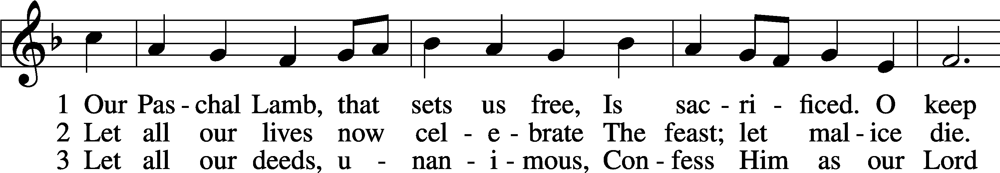 1 Our Pas - chal Lamb, that sets us free, Is sac - ri - ficed. O keep
2 Let all our lives now cel - e - brate The feast; let mal - ice die.
3 Let all our deeds, u - nan - i - mous, Con - fess Him as our Lord